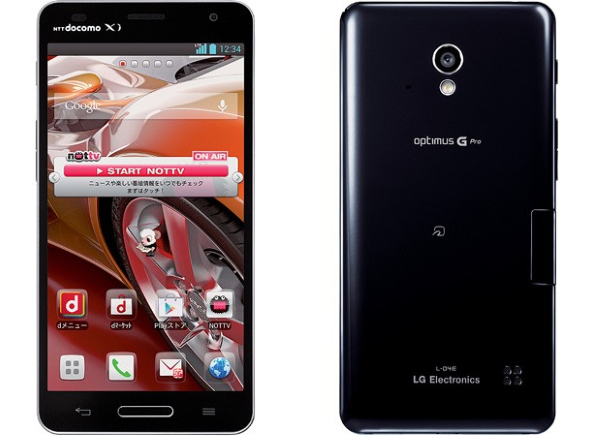 NTT docomo Xi
12:34
Google
nottv
ON AIR
START NOTTV
ニュースや楽しい番組情報をいつでもチェック
まずはタッチ!
dメニュー
dマーケット
Playストア
NOTTV
optimus G Pro
L-04E
LG Electronics